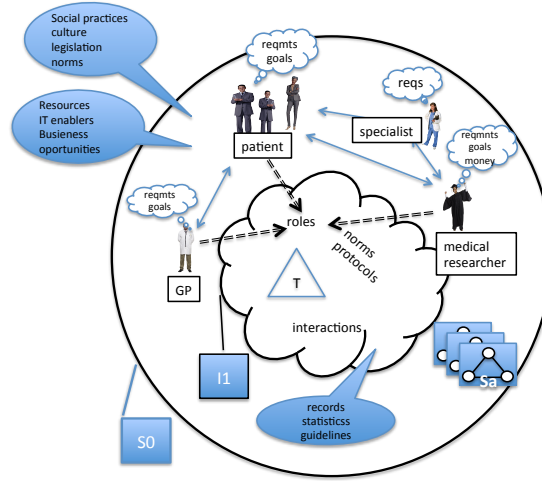 Social practices
culture
legislation
norms
Resources
IT enablers
Busieness
oportunities
reqmts
goals
patient
reqs
specialist
reqmnts
goals
money
medical
researcher
reqmts
goals
GP
roles
norms
protocols
T
interactions
I1
S0
Sa
records
statisticss
guidelines